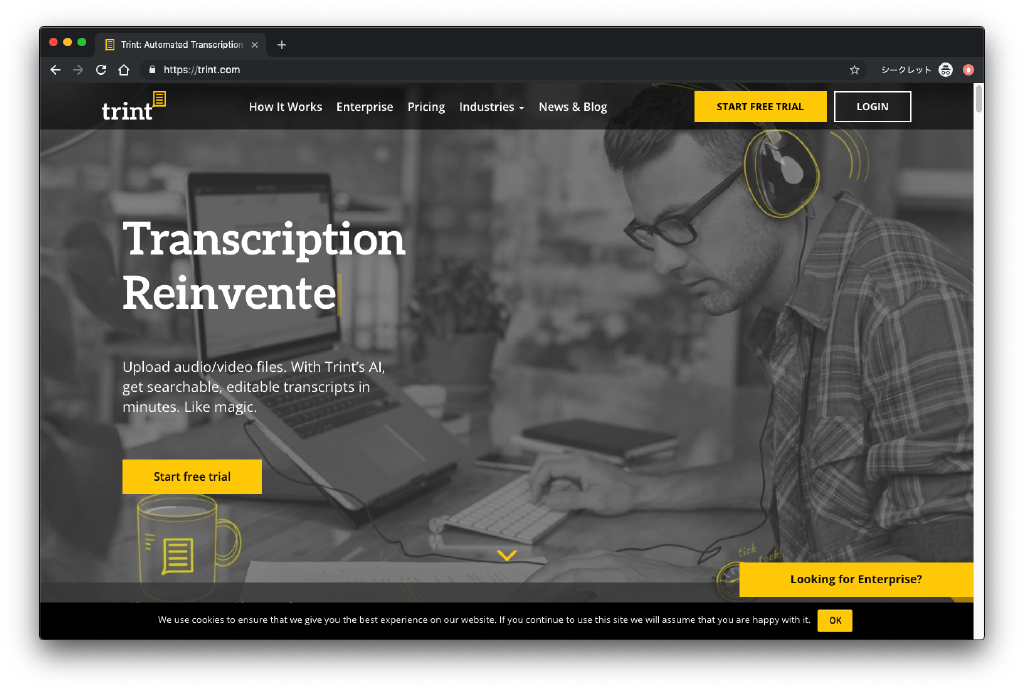 Trint: Automated Transcription
https://trint.com
シークレット
trint
How It Works Enterprise Pricing Industries News & Blog
START FREE TRIAL
LOGIN
Transcription
Reinvente
Upload audio/video files. With Trint's AI,
get searchable, editable transcripts in
minutes. Like magic.
Start free trial
tick
tock!
Looking for Enterprise?
We use cookies to ensure that we give you the best experience on our website. If you continue to use this site we will assume that you are happy with it.
OK